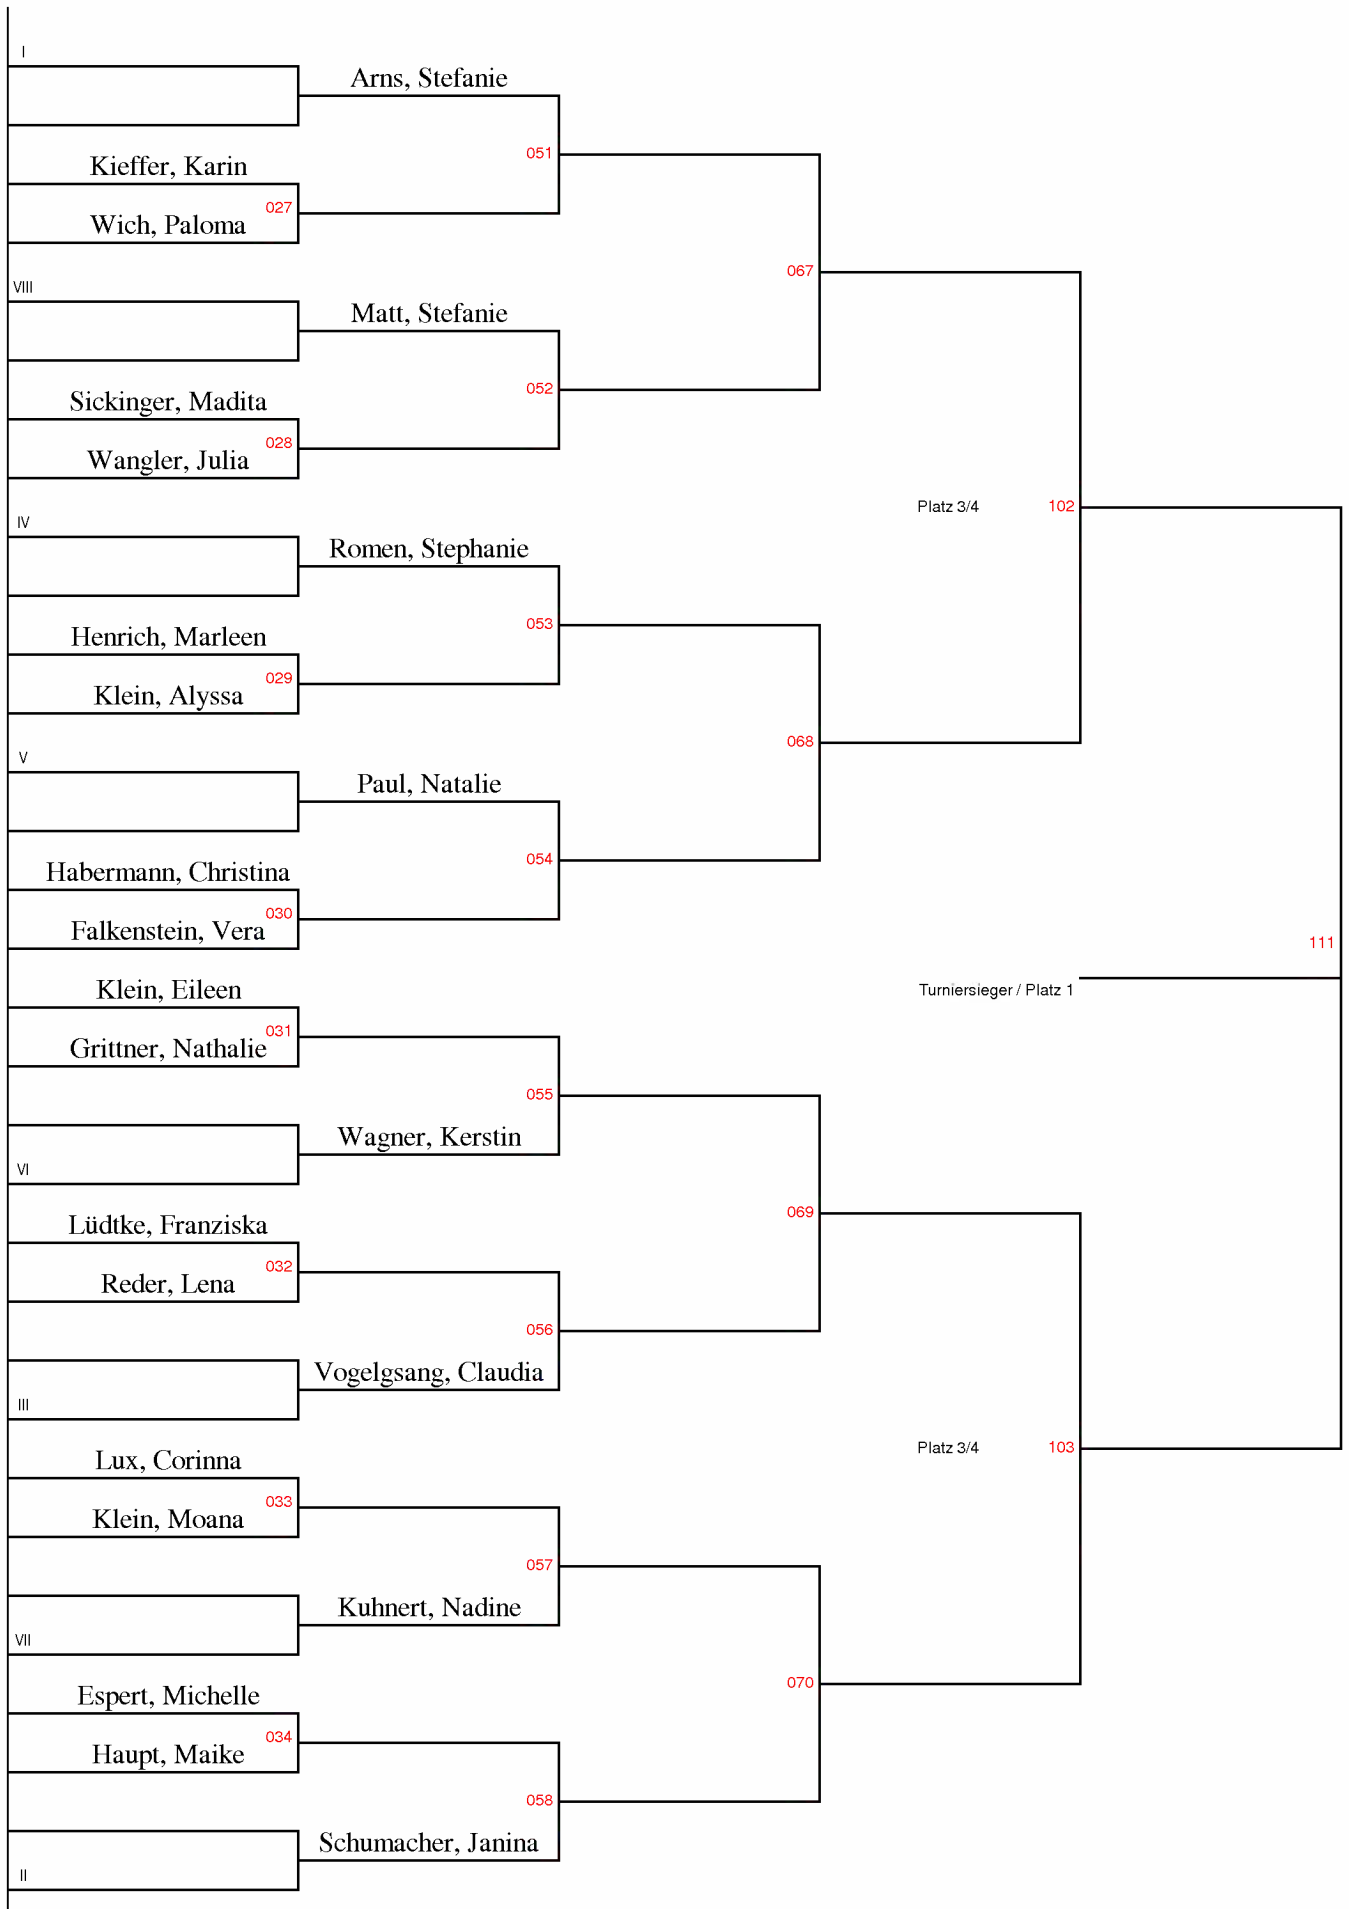 I
Arns, Stefanie
051
Kieffer, Karin
027
Wich, Paloma
067
VIII
Matt, Stefanie
052
Sickinger, Madita
028
Wangler, Julia
Platz 3/4 102
IV
Romen, Stephanie
053
Henrich, Marleen
029
Klein, Alyssa
068
V
Paul, Natalie
054
Habermann, Christina
030
Falkenstein, Vera
111
Klein, Eileen
Turniersieger / Platz 1
031
Grittner, Nathalie
055
Wagner, Kerstin
VI
069
Lüdtke, Franziska
032
Reder, Lena
056
Vogelgsang, Claudia
III
Platz 3/4 103
Lux, Corinna
033
Klein, Moana
057
Kuhnert, Nadine
VII
070
Espert, Michelle
034
Haupt, Maike
058
Schumacher, Janina
II